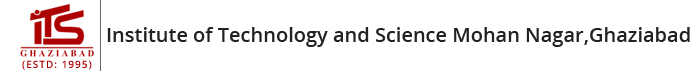 iTS
GHAZIABAD
(ESTD: 1995)
Institute of Technology and Science Mohan Nagar,Ghaziabad